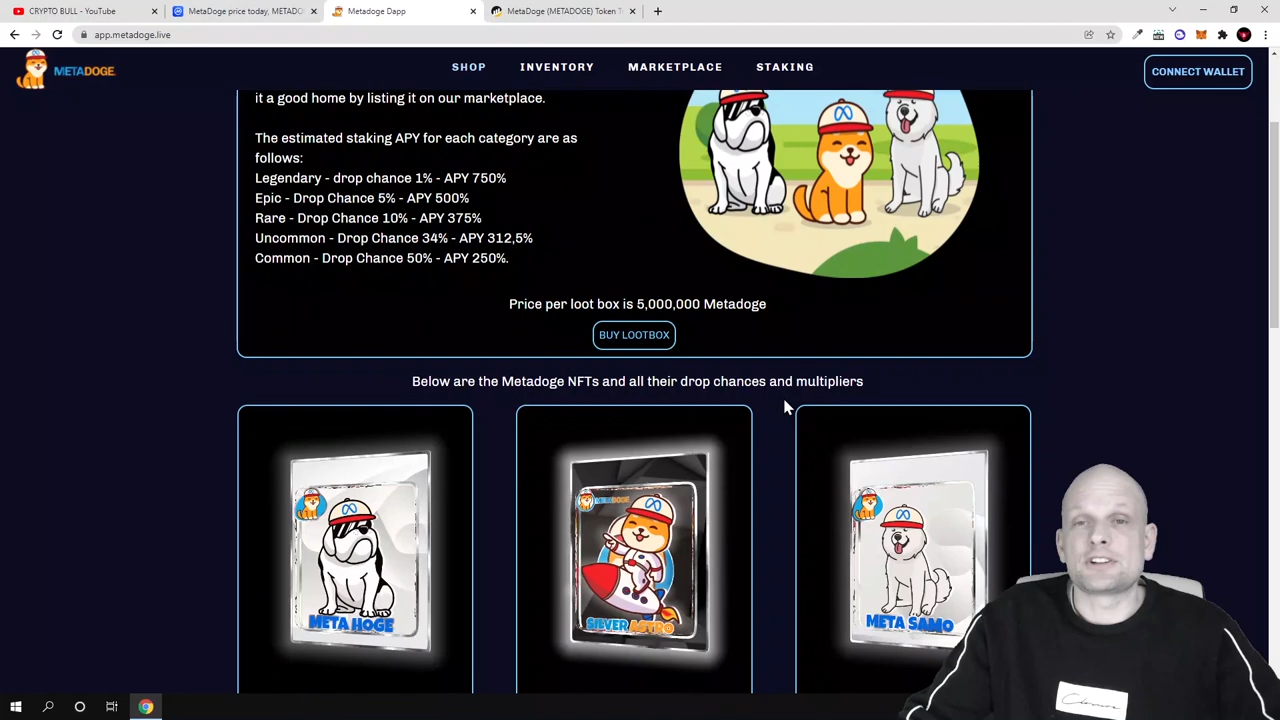 CRYPTO BULL - YouTube
MetaDoge price today, METADO
Metadoge Dapp
MetaDoge (METADOGE) Token T
app.metadoge.live
METADOGE
SHOP
INVENTORY
MARKETPLACE
STAKING
CONNECT WALLET
it a good home by listing it on our marketplace.
The estimated staking APY for each category are as
follows:
Legendary - drop chance 1% - APY 750%
Epic - Drop Chance 5% - APY 500%
Rare - Drop Chance 10% - APY 375%
Uncommon - Drop Chance 34% - APY 312,5%
Common - Drop Chance 50% - APY 250%.
Price per loot box is 5,000,000 Metadoge
BUY LOOTBOX
Below are the Metadoge NFTs and all their drop chances and multipliers
META HOGE
METADOGE
SILVER ASTRO
META SAMO